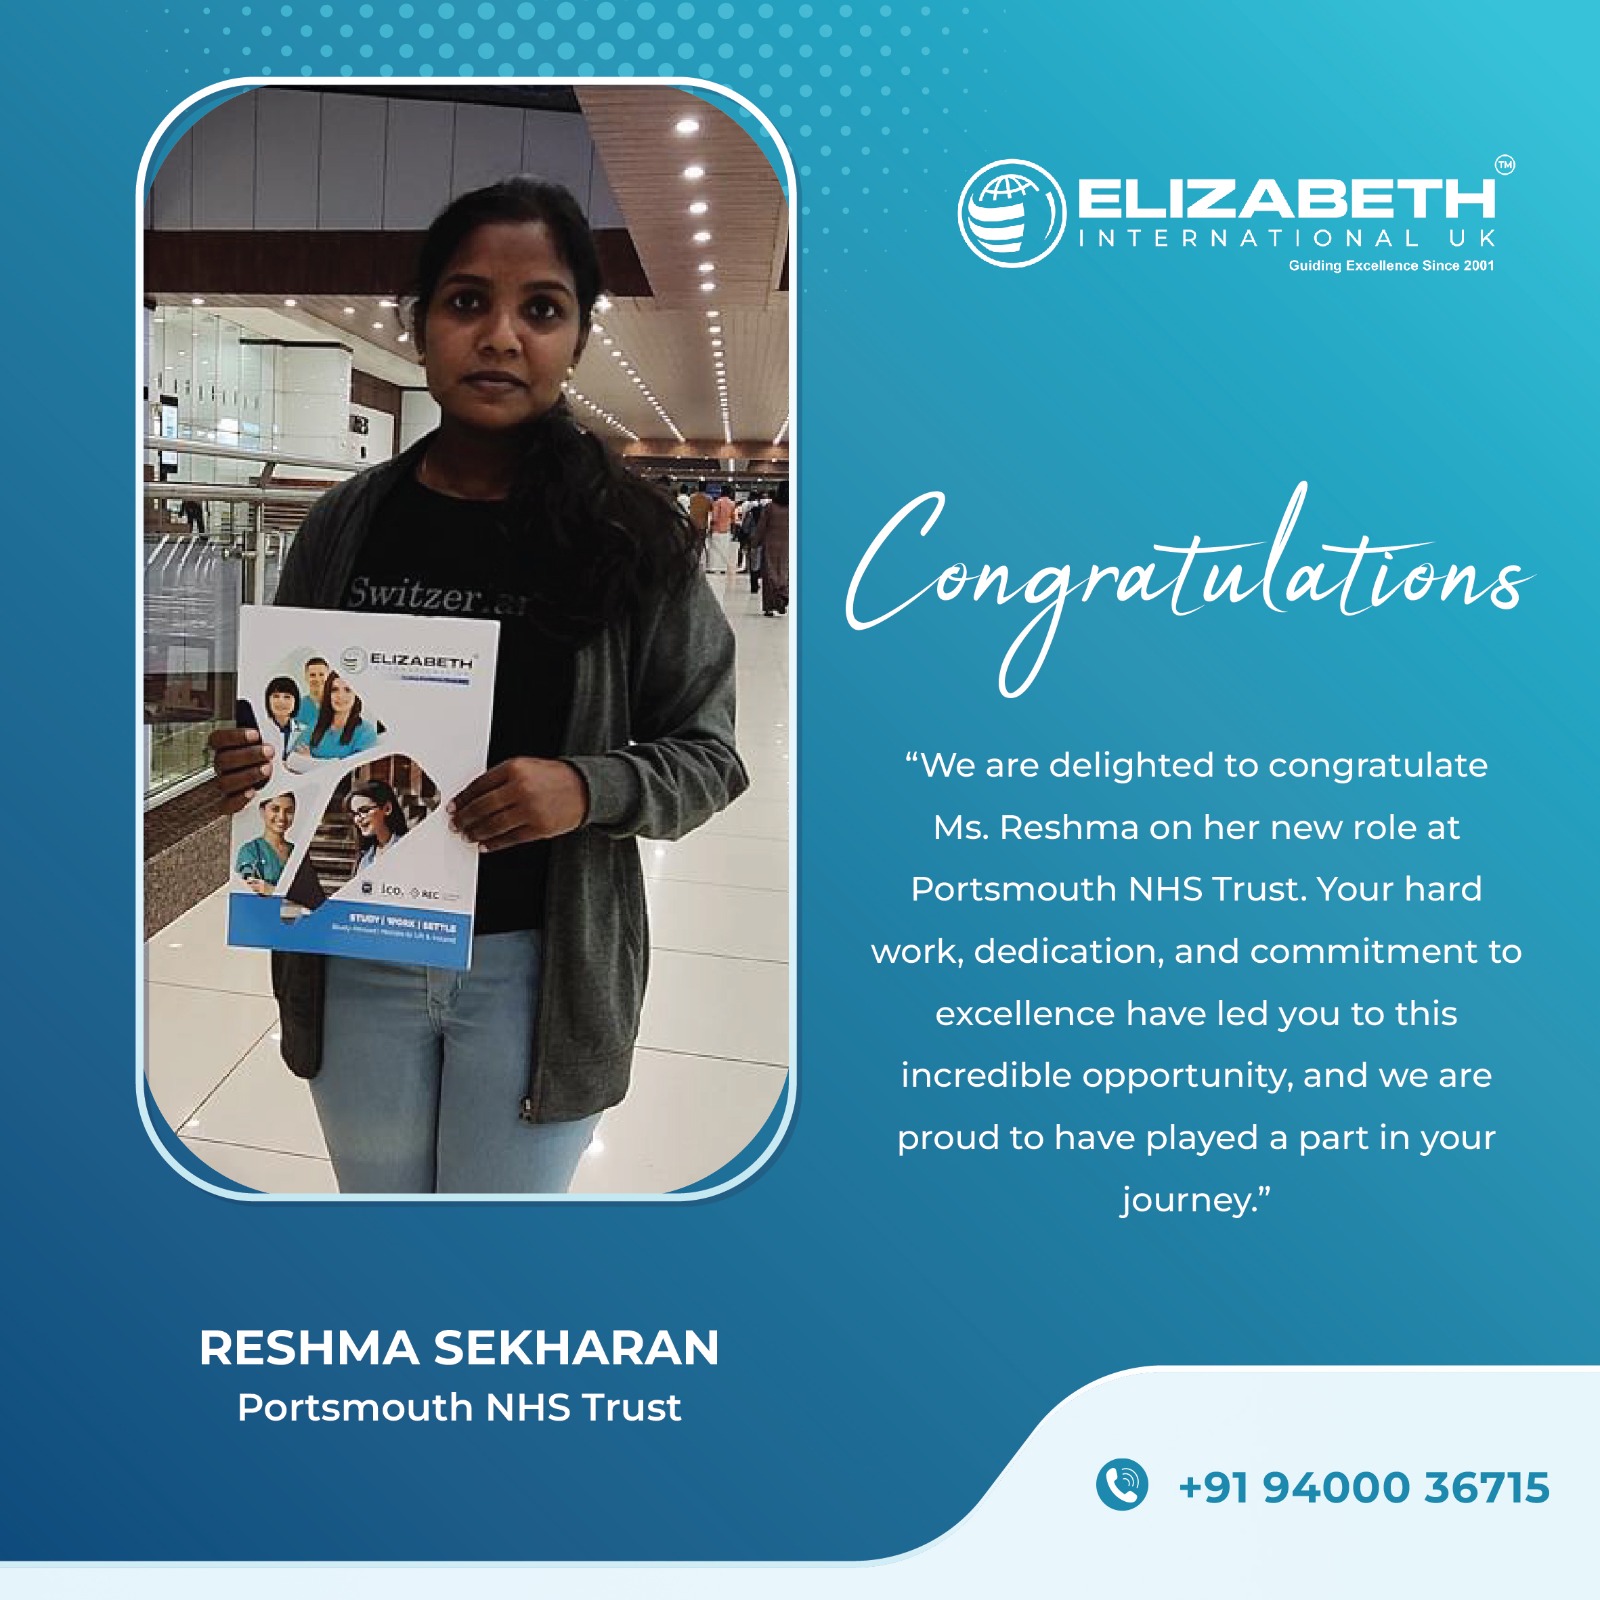 ELIZABETH
TM
INTERNATIONAL UK
Guiding Excellence Since 2001
Congratulations
“We are delighted to congratulate
Ms. Reshma on her new role at
Portsmouth NHS Trust. Your hard
work, dedication, and commitment to
excellence have led you to this
incredible opportunity, and we are
proud to have played a part in your
journey.”
Switzer
ELIZABETH
ico. REC
STUDY | WORK | SETTLE
RESHMA SEKHARAN
Portsmouth NHS Trust
+91 94000 36715